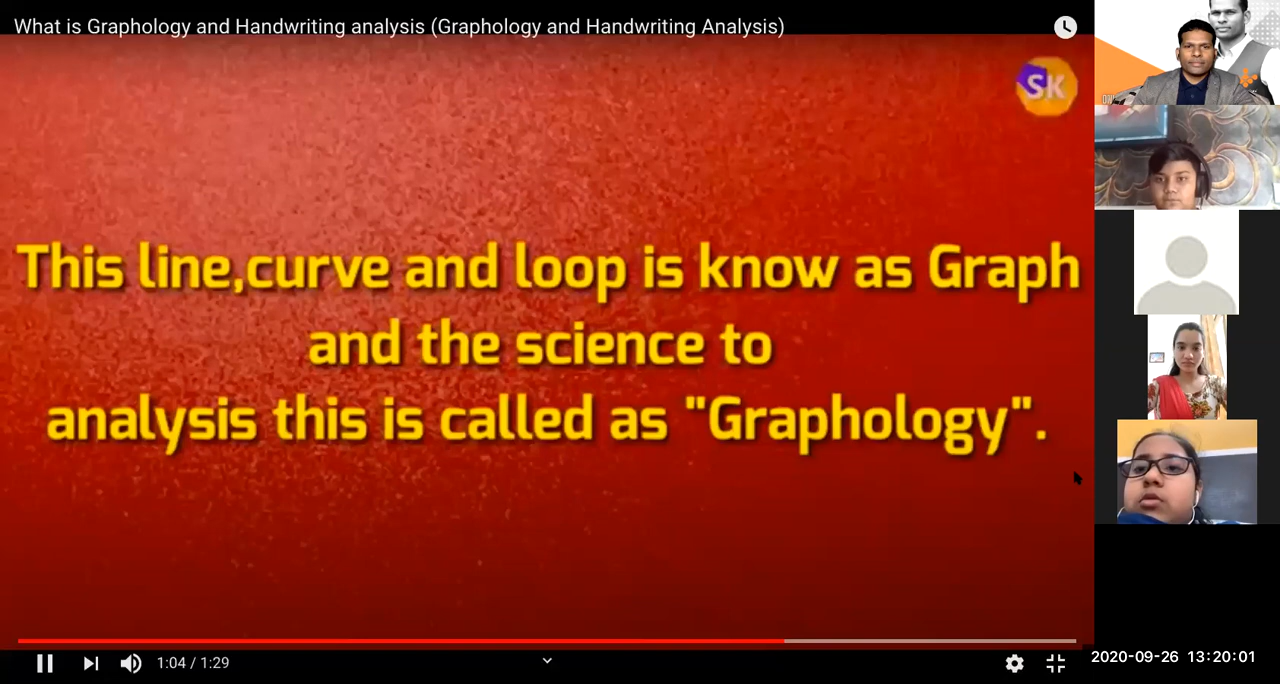 What is Graphology and Handwriting analysis (Graphology and Handwriting Analysis)
SK
This line,curve and loop is know as Graph
and the science to
analysis this is called as "Graphology".
1:04 / 1:29
2020-09-26 13:20:01